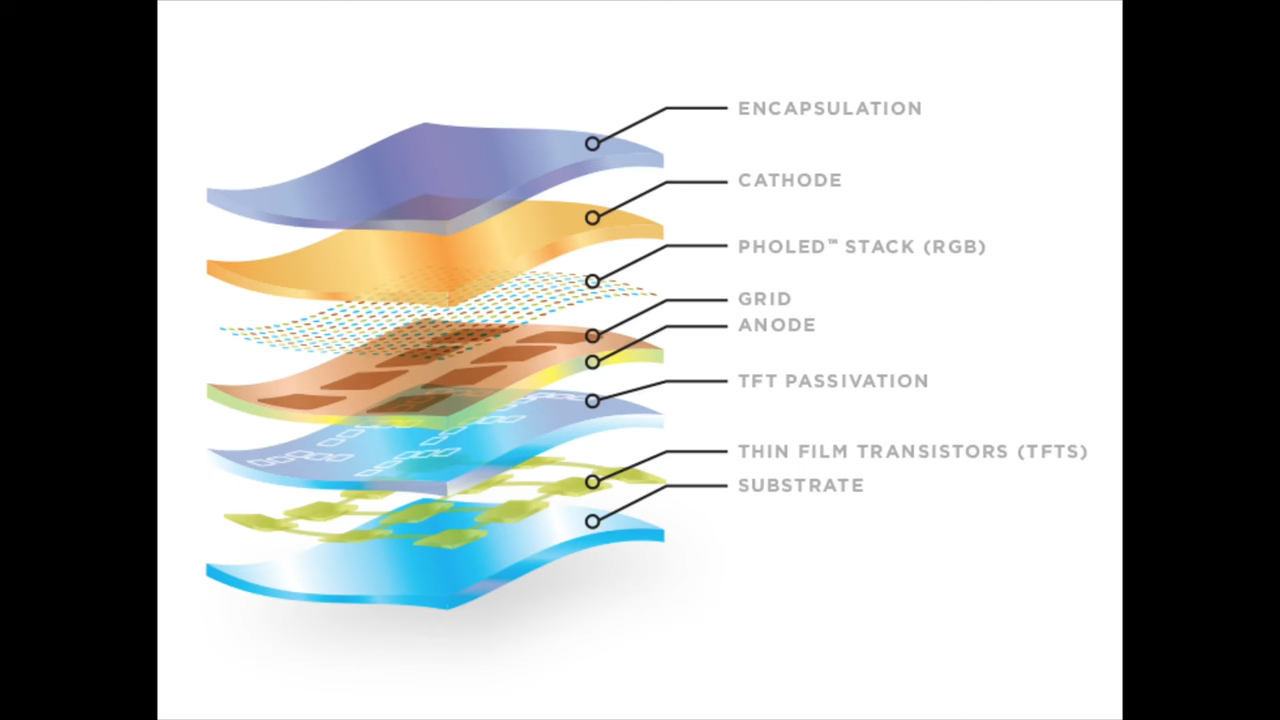 ENCAPSULATION
CATHODE
PHOLED™ STACK (RGB)
GRID
ANODE
TFT PASSIVATION
THIN FILM TRANSISTORS (TFTS)
SUBSTRATE